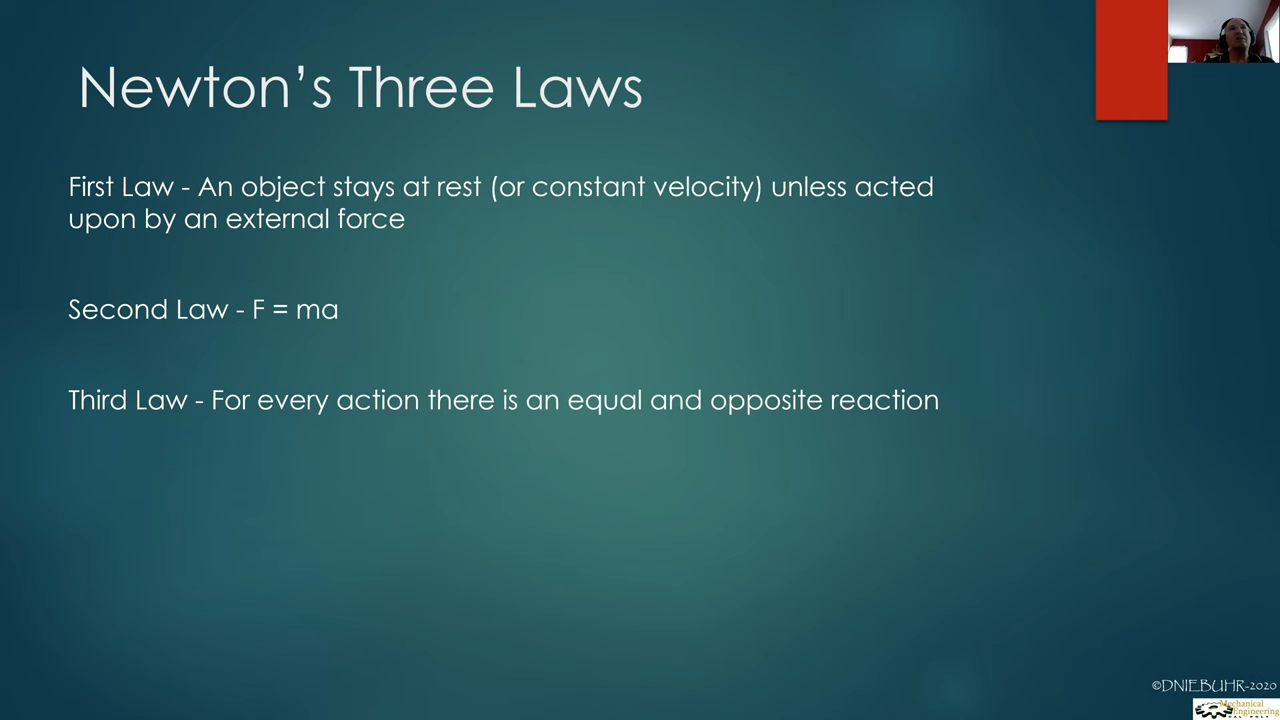 Newton’s Three Laws
First Law - An object stays at rest (or constant velocity) unless acted
upon by an external force
Second Law - F = ma
Third Law - For every action there is an equal and opposite reaction
©DNIEBUHR-2020
Mechanical
Engineering
CAL POLY